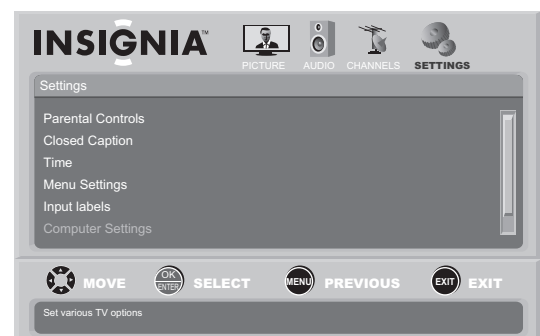 INSIGNIA™
PICTURE AUDIO CHANNELS SETTINGS
Settings
Parental Controls
Closed Caption
Time
Menu Settings
Input labels
Computer Settings
MOVE OK ENTER SELECT MENU PREVIOUS EXIT EXIT
Set various TV options